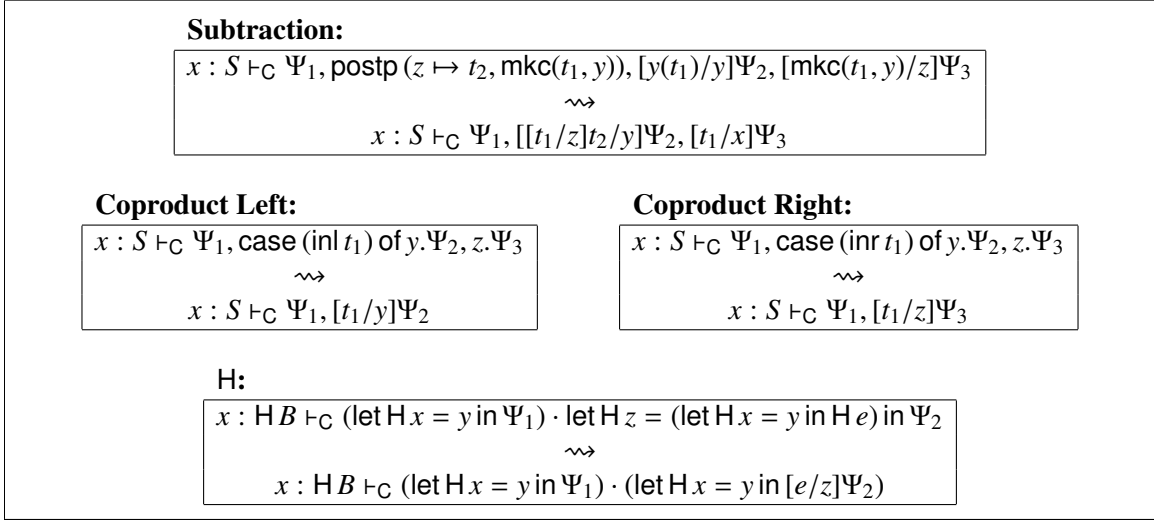 Subtraction:
x : S ⊢C Ψ1, postp (z ↦ t2, mkc(t1, y)), [y(t1)/y]Ψ2, [mkc(t1, y)/z]Ψ3
⇝
x : S ⊢C Ψ1, [[t1/z]t2/y]Ψ2, [t1/x]Ψ3
Coproduct Left:
x : S ⊢C Ψ1, case (inl t1) of y.Ψ2, z.Ψ3
⇝
x : S ⊢C Ψ1, [t1/y]Ψ2
Coproduct Right:
x : S ⊢C Ψ1, case (inr t1) of y.Ψ2, z.Ψ3
⇝
x : S ⊢C Ψ1, [t1/z]Ψ3
H:
x : H B ⊢C (let H x = y in Ψ1) · let H z = (let H x = y in H e) in Ψ2
⇝
x : H B ⊢C (let H x = y in Ψ1) · (let H x = y in [e/z]Ψ2)